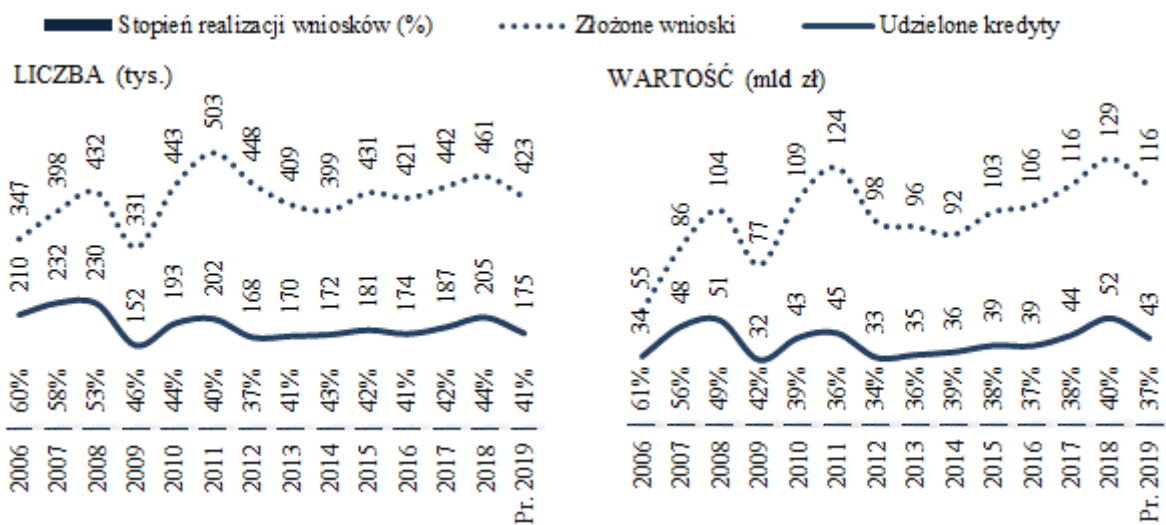 Stopień realizacji wniosków (%) Złożone wnioski Udzielone kredyty
LICZBA (tys.)
347 398 432 331 443 503 448 409 399 431 421 442 461 423
210 232 230 152 193 202 168 170 172 181 174 187 205 175
60% 58% 53% 46% 44% 40% 37% 41% 43% 42% 41% 42% 44% 41%
2006 2007 2008 2009 2010 2011 2012 2013 2014 2015 2016 2017 2018 Pr. 2019
WARTOŚĆ (mld zł)
55 86 104 77 109 124 98 96 92 103 106 116 129 116
34 48 51 32 43 45 33 35 36 39 39 44 52 43
61% 56% 49% 42% 39% 36% 34% 36% 39% 38% 37% 38% 40% 37%
2006 2007 2008 2009 2010 2011 2012 2013 2014 2015 2016 2017 2018 Pr. 2019